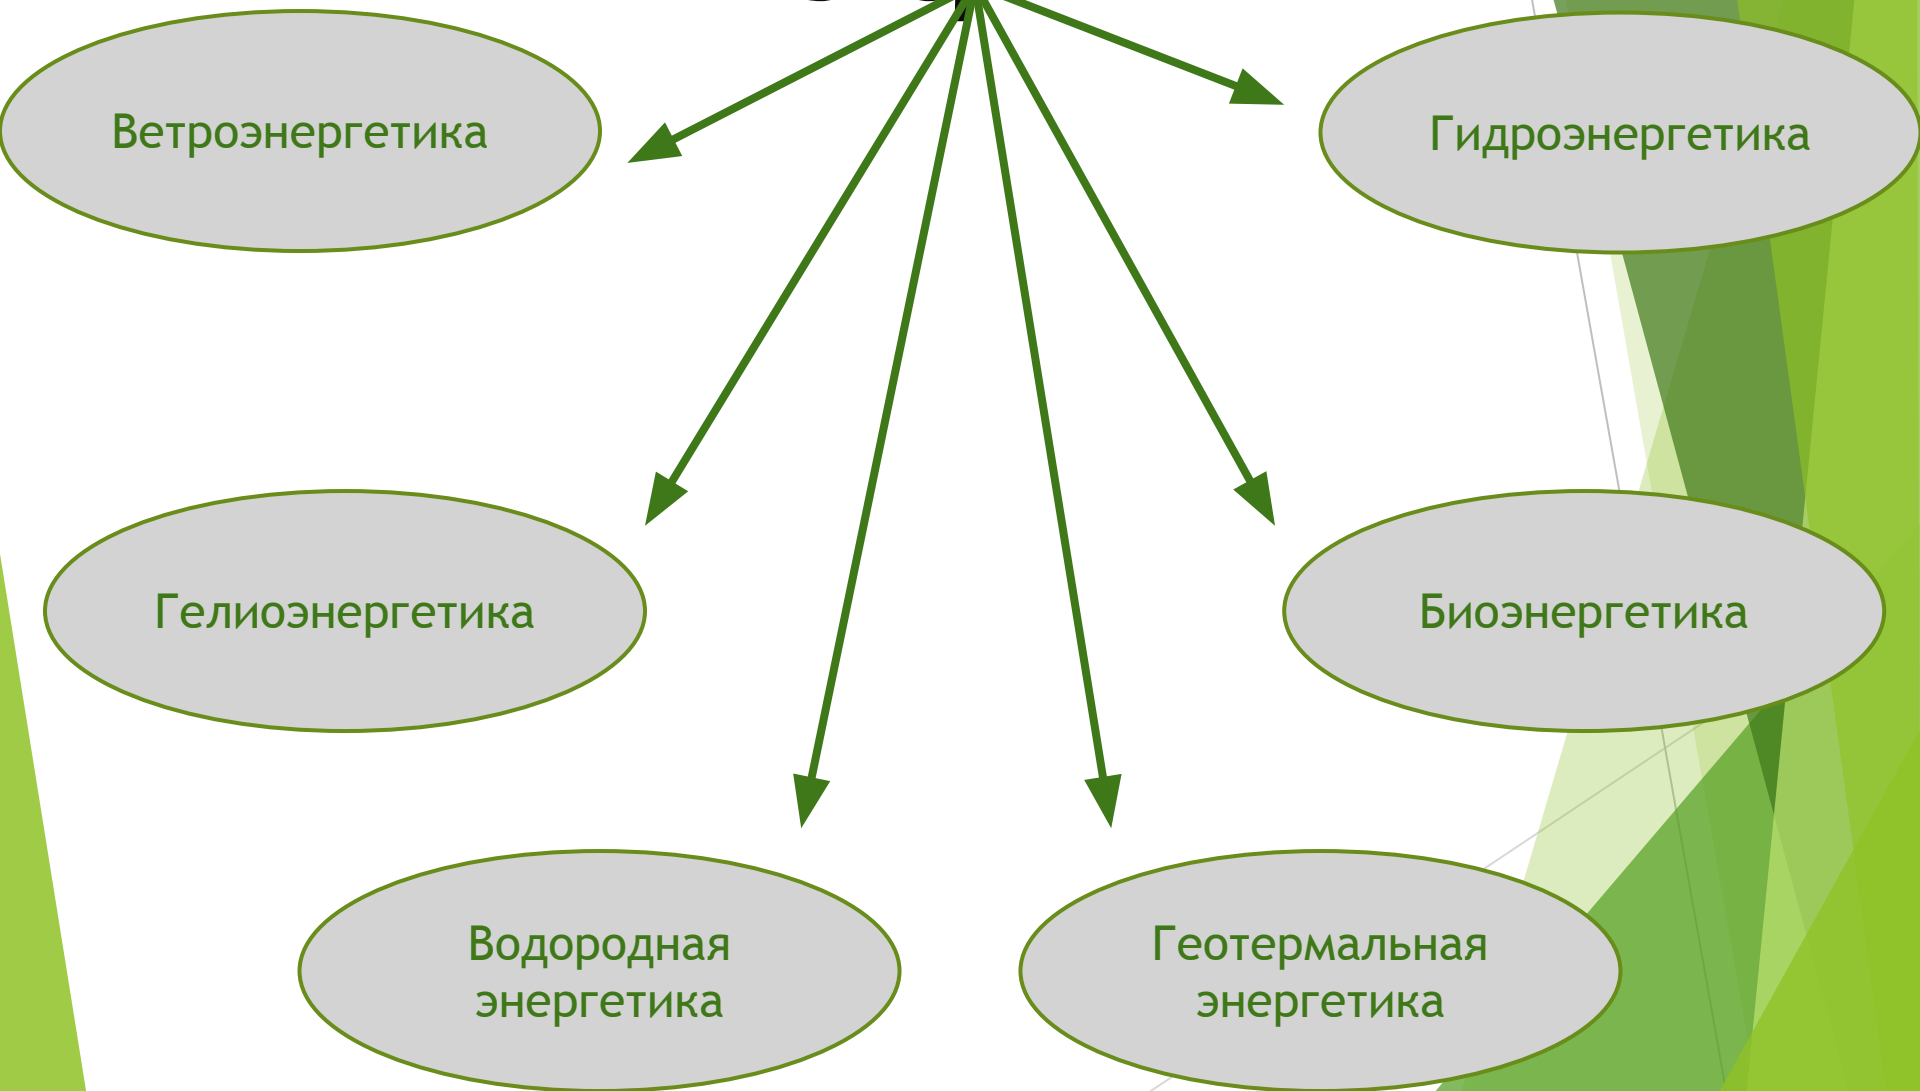 Ветроэнергетика
Гидроэнергетика
Гелиоэнергетика
Биоэнергетика
Водородная
энергетика
Геотермальная
энергетика